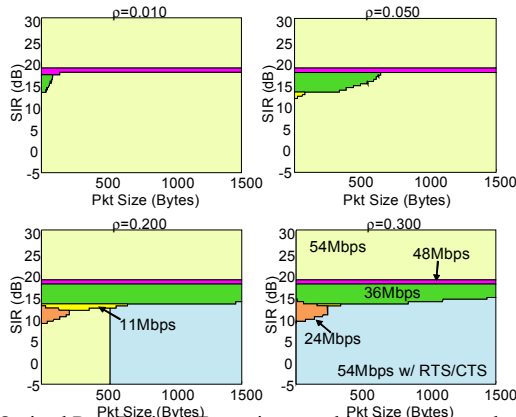 ρ=0.010
30
25
20
15
10
5
0
-5
SIR (dB)
500 1000 1500
Pkt Size (Bytes)
ρ=0.050
30
25
20
15
10
5
0
-5
SIR (dB)
500 1000 1500
Pkt Size (Bytes)
ρ=0.200
30
25
20
15
10
5
0
-5
SIR (dB)
11Mbps
500 1000 1500
Pkt Size (Bytes)
ρ=0.300
30
25
20
15
10
5
0
-5
SIR (dB)
54Mbps
48Mbps
36Mbps
24Mbps
54Mbps w/ RTS/CTS
500 1000 1500
Pkt Size (Bytes)